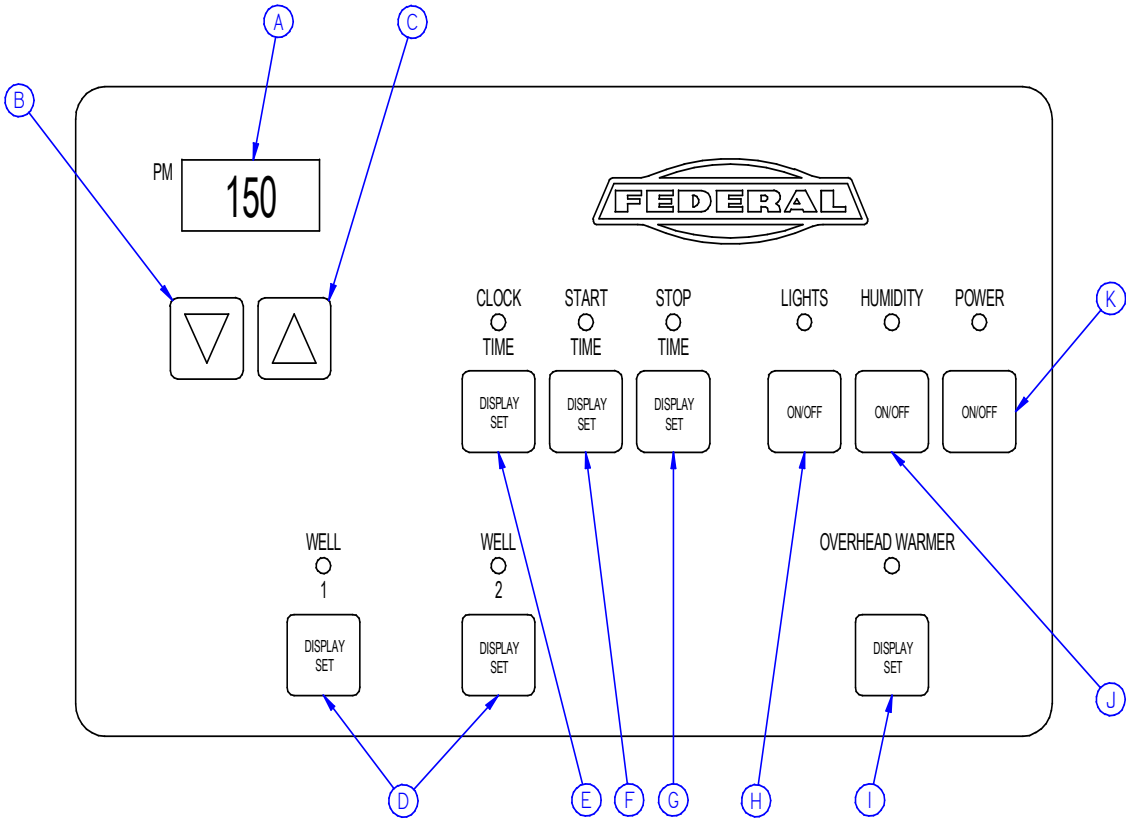 A
C
B
PM
150
FEDERAL
CLOCK
TIME
START
TIME
STOP
TIME
LIGHTS
HUMIDITY
POWER
K
DISPLAY
SET
DISPLAY
SET
DISPLAY
SET
ON/OFF
ON/OFF
ON/OFF
WELL
1
WELL
2
OVERHEAD WARMER
DISPLAY
SET
DISPLAY
SET
DISPLAY
SET
J
D
E
F
G
H
I